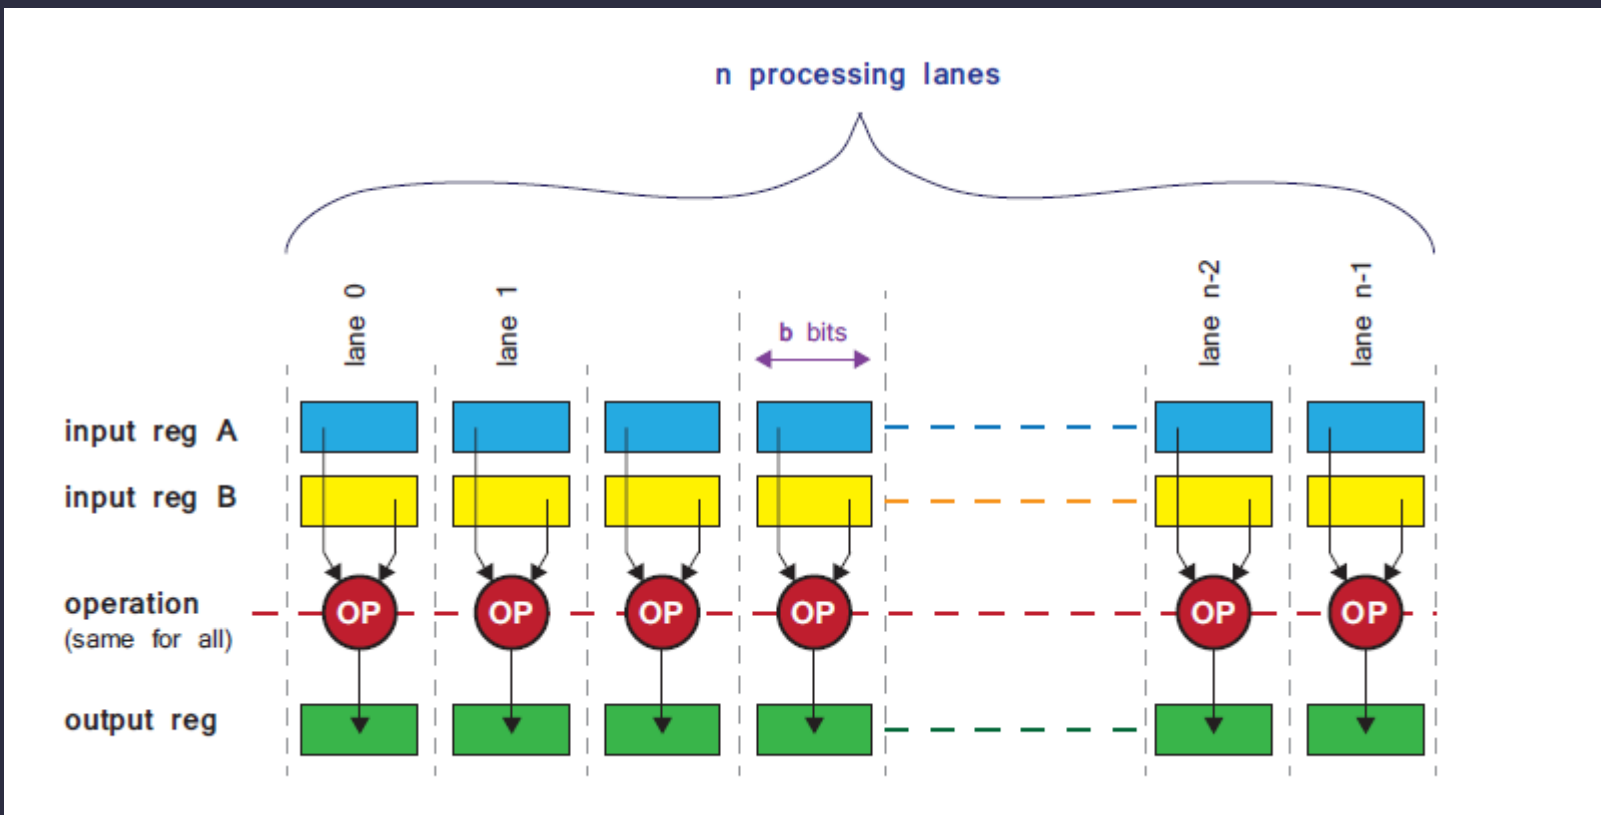 n processing lanes
lane 0
lane 1
b bits
lane n-2
lane n-1
input reg A
input reg B
operation
(same for all)
OP OP OP OP OP OP
output reg